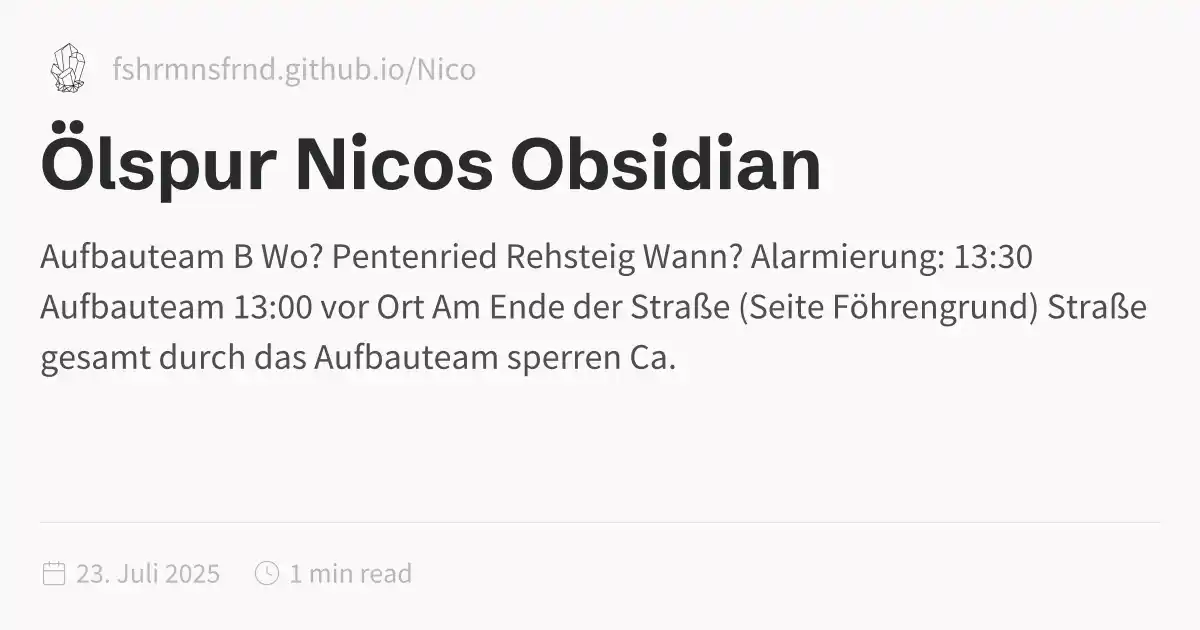 fshrmnsfrnd.github.io/Nico
Ölspur Nicos Obsidian
Aufbauteam B Wo? Pentenried Rehsteig Wann? Alarmierung: 13:30
Aufbauteam 13:00 vor Ort Am Ende der Straße (Seite Föhrengrund) Straße
gesamt durch das Aufbauteam sperren Ca.
23. Juli 2025 1 min read